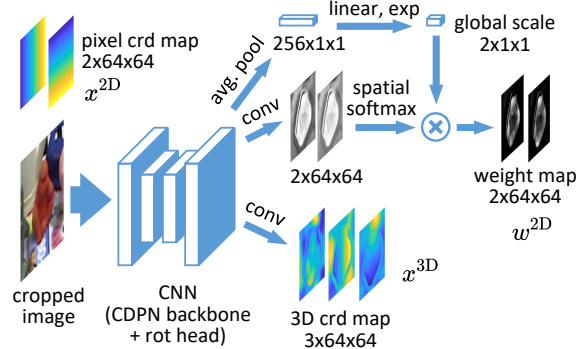 pixel crd map
2x64x64
x^2D
avg. pool
256x1x1
linear, exp
global scale
2x1x1
conv
spatial
softmax
2x64x64
weight map
2x64x64
w^2D
conv
x^3D
cropped
image
CNN
(CDPN backbone
+ rot head)
3D crd map
3x64x64